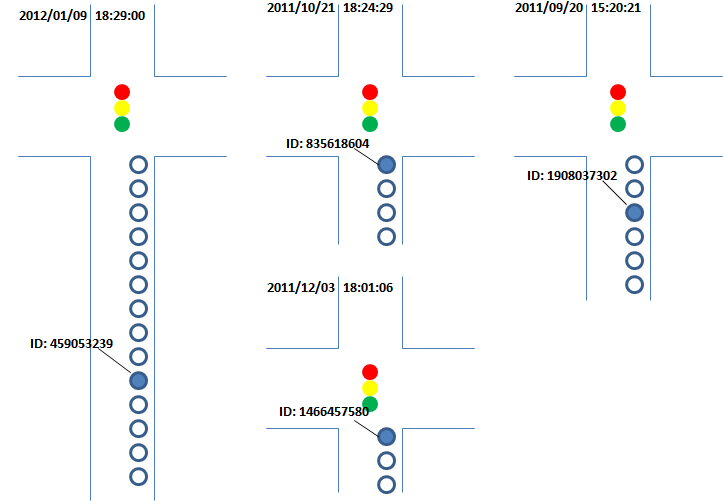 2012/01/09 18:29:00
2011/10/21 18:24:29
2011/09/20 15:20:21
ID: 835618604
ID: 1908037302
2011/12/03 18:01:06
ID: 459053239
ID: 1466457580